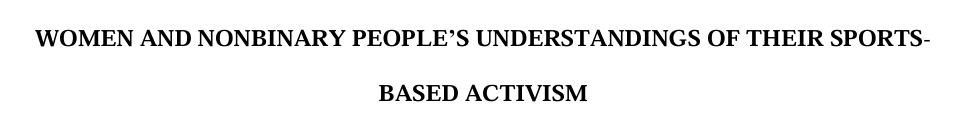 WOMEN AND NONBINARY PEOPLE’S UNDERSTANDINGS OF THEIR SPORTS-
BASED ACTIVISM